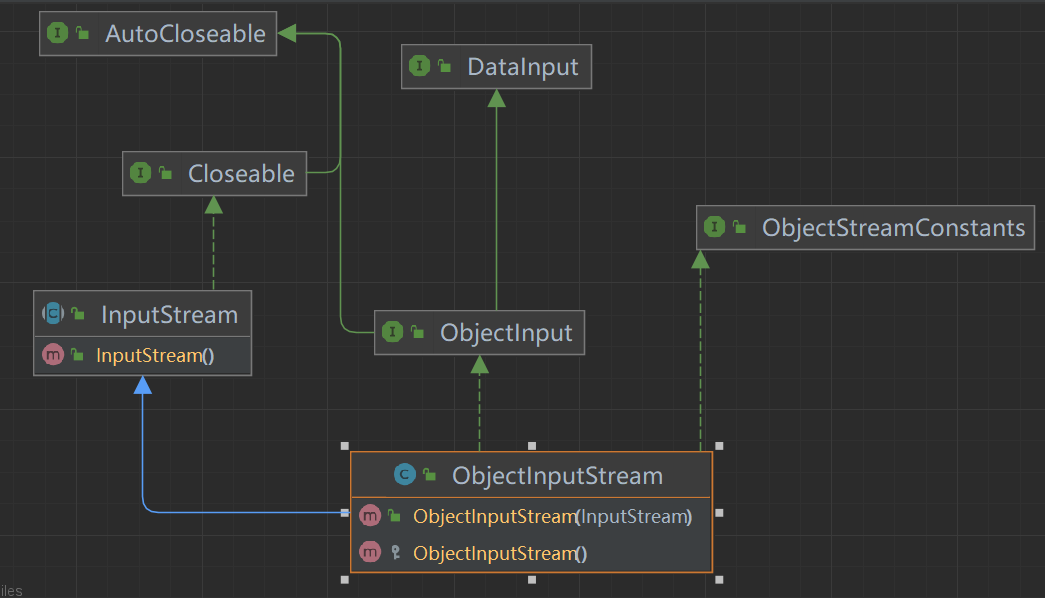 AutoCloseable
DataInput
Closeable
ObjectStreamConstants
InputStream
InputStream()
ObjectInput
ObjectInputStream
ObjectInputStream(InputStream)
ObjectInputStream()
iles